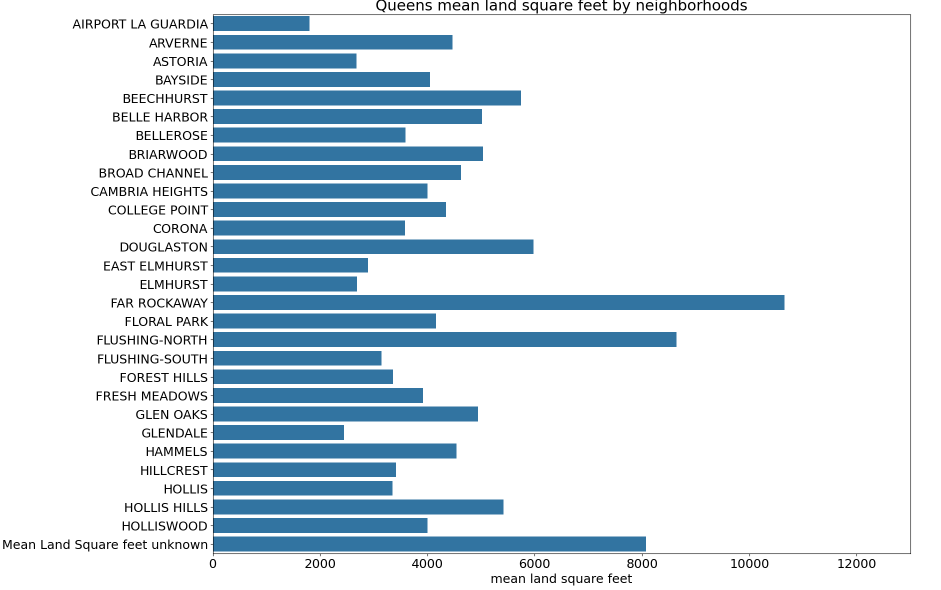 Queens mean land square feet by neighborhoods
AIRPORT LA GUARDIA
ARVERNE
ASTORIA
BAYSIDE
BEECHHURST
BELLE HARBOR
BELLEROSE
BRIARWOOD
BROAD CHANNEL
CAMBRIA HEIGHTS
COLLEGE POINT
CORONA
DOUGLASTON
EAST ELMHURST
ELMHURST
FAR ROCKAWAY
FLORAL PARK
FLUSHING-NORTH
FLUSHING-SOUTH
FOREST HILLS
FRESH MEADOWS
GLEN OAKS
GLENDALE
HAMMELS
HILLCREST
HOLLIS
HOLLIS HILLS
HOLLISWOOD
Mean Land Square feet unknown
0 2000 4000 6000 8000 10000 12000
mean land square feet